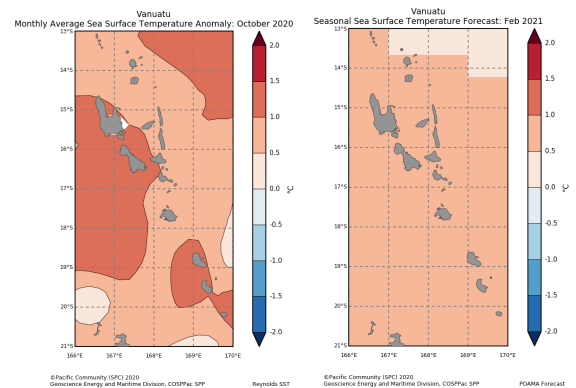 Vanuatu
Monthly Average Sea Surface Temperature Anomaly: October 2020
13°S
14°S
15°S
16°S
17°S
18°S
19°S
20°S
21°S
166°E 167°E 168°E 169°E 170°E
2.0
1.5
1.0
0.5
0.0
-0.5
-1.0
-1.5
-2.0
°C
©Pacific Community (SPC) 2020
Geoscience Energy and Maritime Division, COSPPac SPP
Reynolds SST
Vanuatu
Seasonal Sea Surface Temperature Forecast: Feb 2021
13°S
14°S
15°S
16°S
17°S
18°S
19°S
20°S
21°S
166°E 167°E 168°E 169°E 170°E
2.0
1.5
1.0
0.5
0.0
-0.5
-1.0
-1.5
-2.0
°C
©Pacific Community (SPC) 2020
Geoscience Energy and Maritime Division, COSPPac SPP
POAMA Forecast